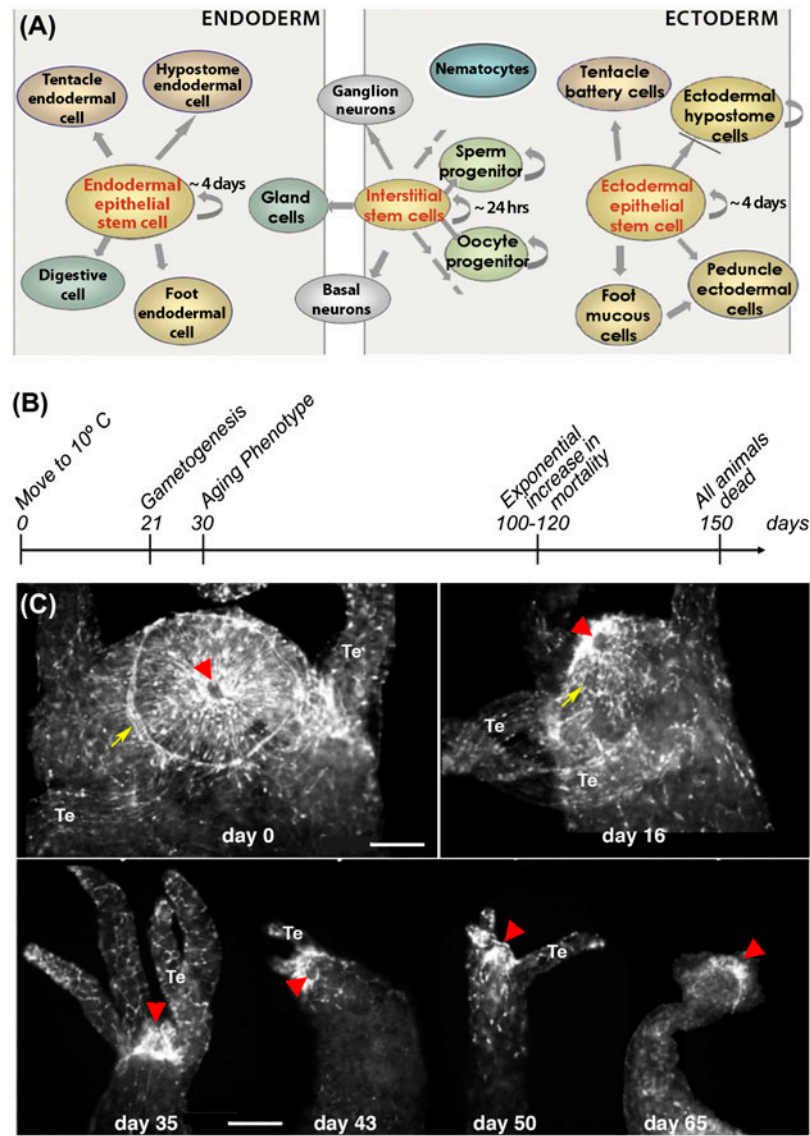 (A)
ENDODERM
ECTODERM
Tentacle
endodermal
cell
Hypostome
endodermal
cell
Endodermal
epithelial
stem cell
~ 4 days
Digestive
cell
Foot
endodermal
cell
Ganglion
neurons
Gland
cells
Basal
neurons
Nematocytes
Interstitial
stem cells
~ 24 hrs
Sperm
progenitor
Oocyte
progenitor
Tentacle
battery cells
Ectodermal
hypostome
cells
Ectodermal
epithelial
stem cell
~ 4 days
Foot
mucous
cells
Peduncle
ectodermal
cells
(B)
Move to 10º C
Gametogenesis
Aging Phenotype
Exponential
increase in
mortality
All animals
dead
0
21
30
100-120
150
days
(C)
Te
Te
day 0
Te
Te
day 16
Te
day 35
Te
day 43
Te
day 50
day 65